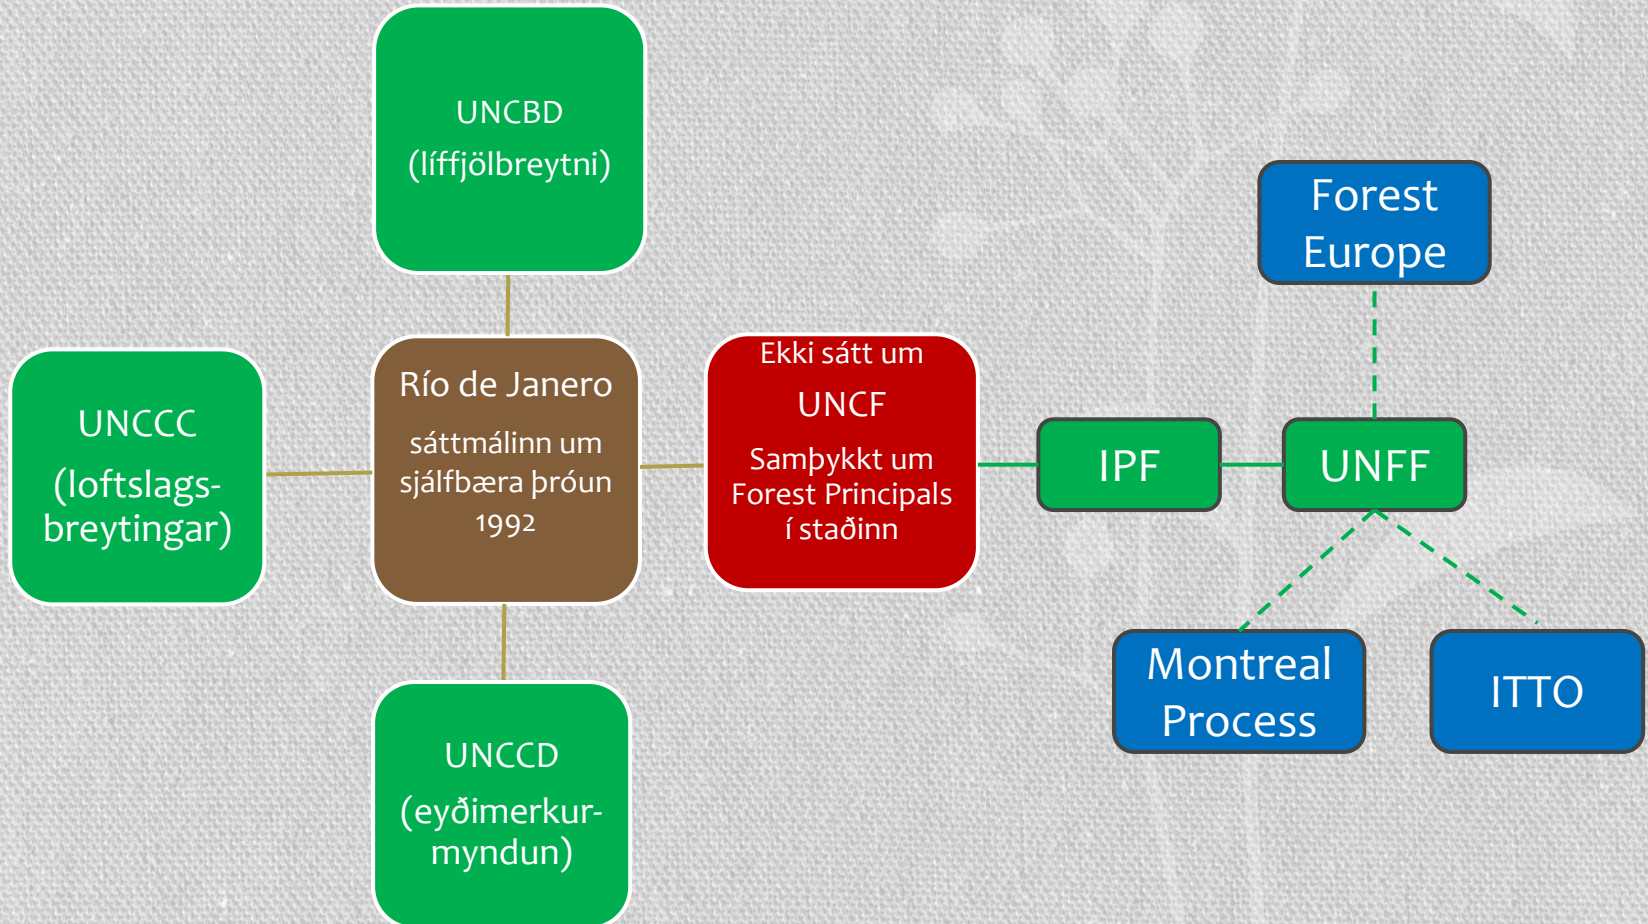 UNCBD
(líffjölbreytni)
Forest
Europe
UNCCC
(loftslags-
breytingar)
Río de Janero
sáttmálinn um
sjálfbæra þróun
1992
Ekki sátt um
UNCF
Samþykkt um
Forest Principals
í staðinn
IPF
UNFF
Montreal
Process
ITTO
UNCCD
(eyðimerkur-
myndun)